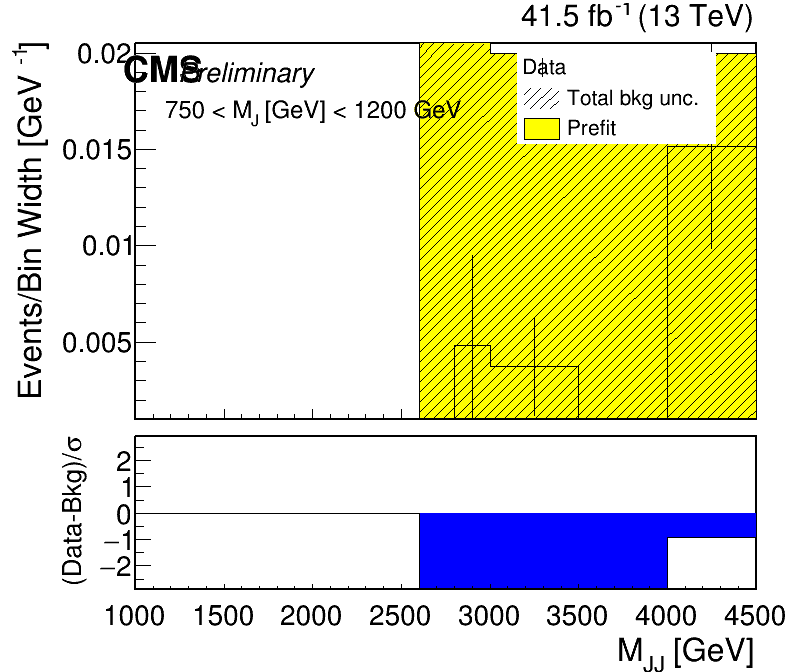 41.5 fb-1 (13 TeV)
CMS Preliminary
750 < MJ [GeV] < 1200 GeV
Data
Total bkg unc.
Prefit
Events/Bin Width [GeV -1]
0.02
0.015
0.01
0.005
(Data-Bkg)/σ
2
1
0
−1
−2
1000 1500 2000 2500 3000 3500 4000 4500
MJJ [GeV]